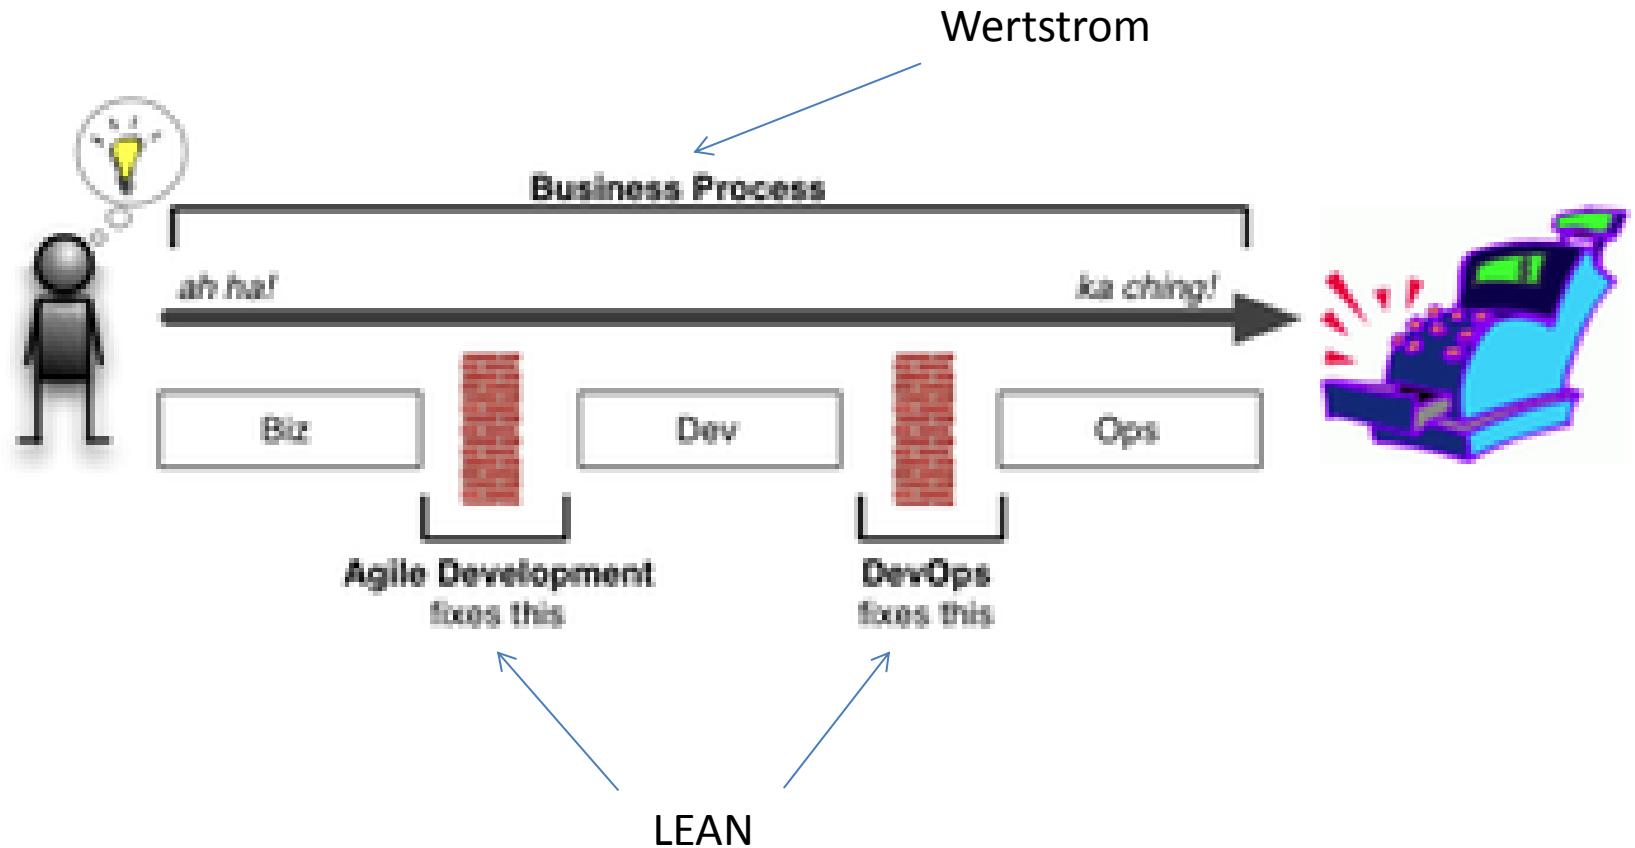 Wertstrom
Business Process
ah ha!
ka ching!
Biz
Dev
Ops
Agile Development
fixes this
DevOps
fixes this
LEAN